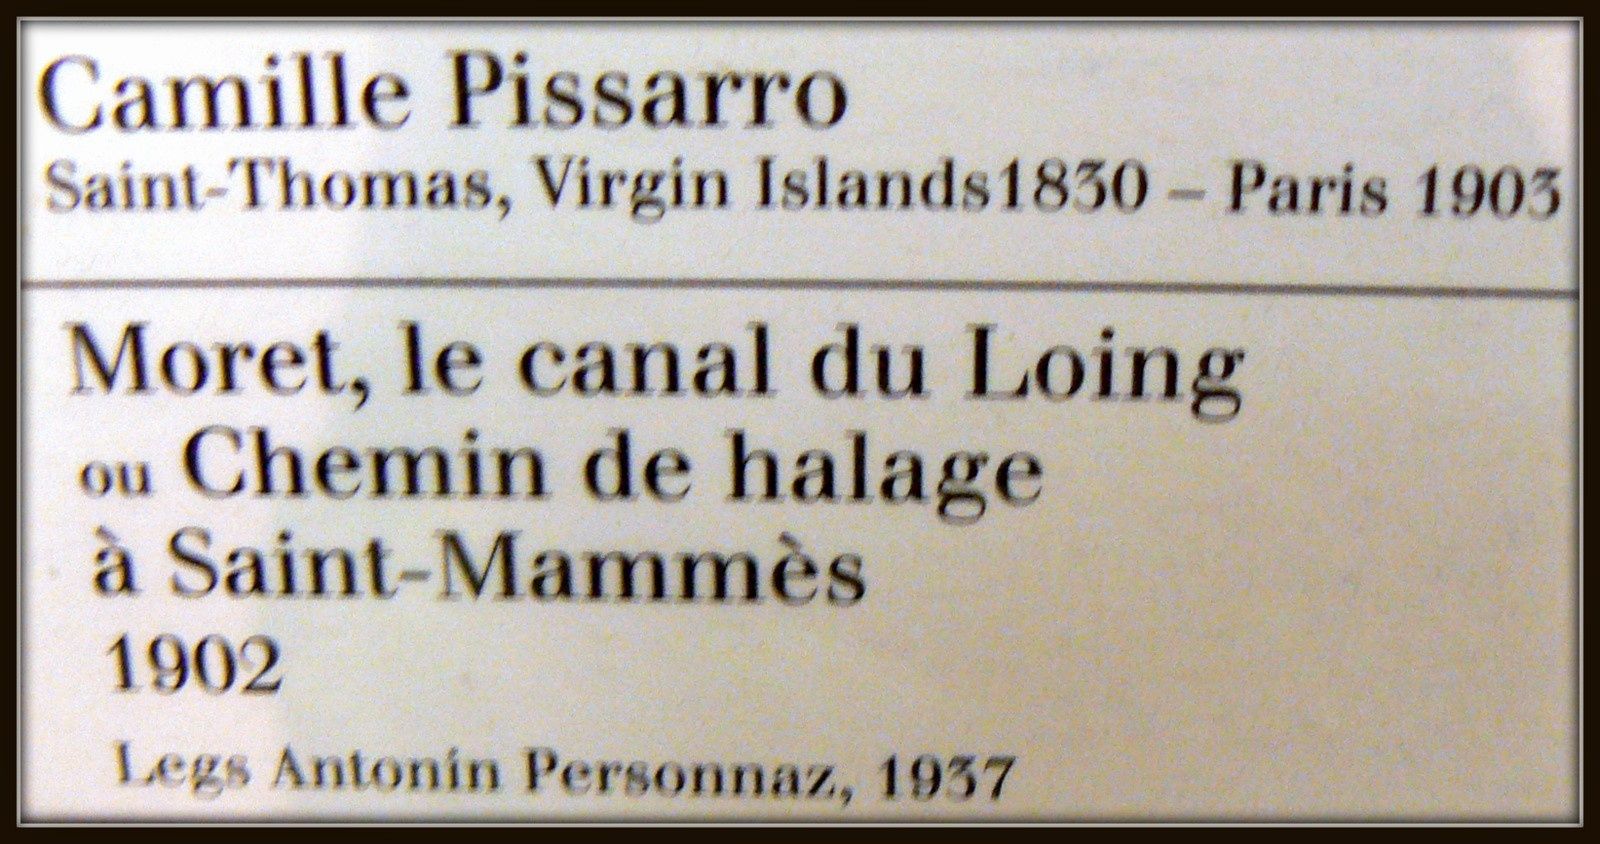 Camille Pissarro
Saint-Thomas, Virgin Islands1830 – Paris 1903
Moret, le canal du Loing
ou Chemin de halage
à Saint-Mammès
1902
Legs Antonin Personnaz, 1937